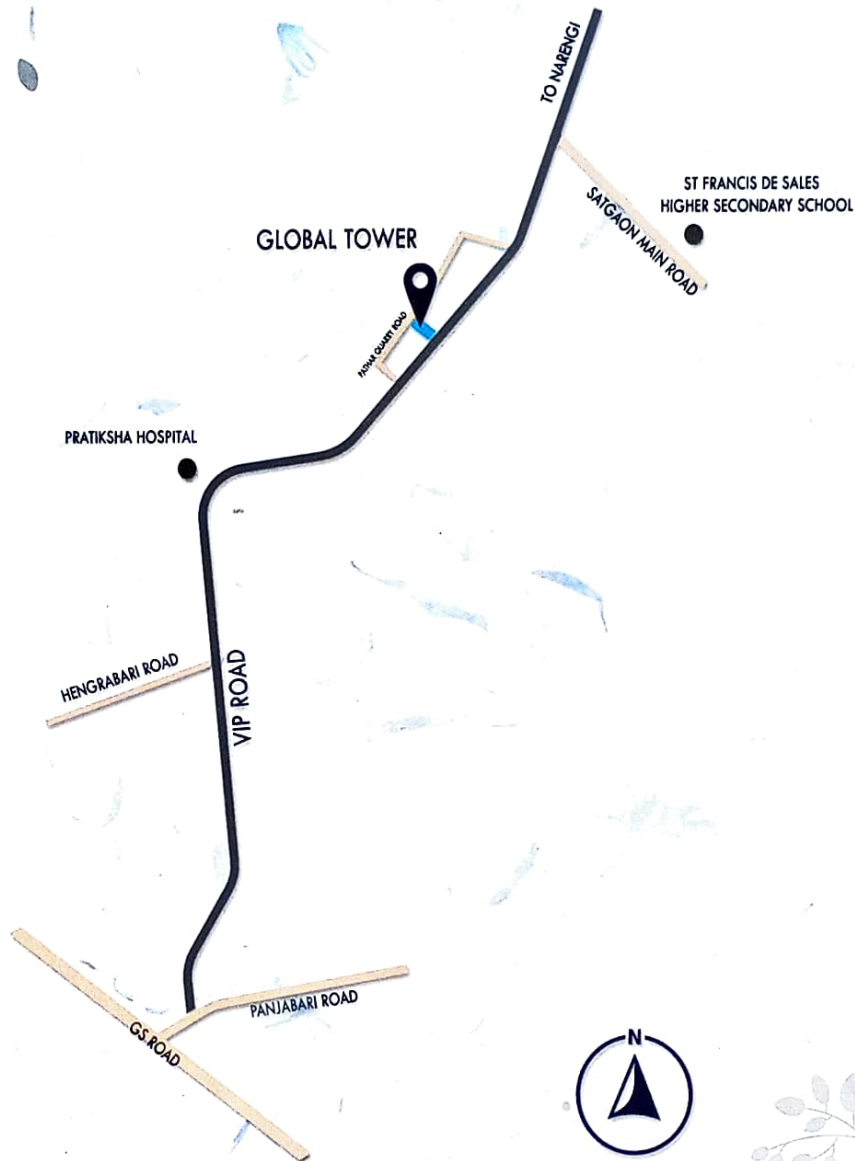 TO NARENGI
ST FRANCIS DE SALES
HIGHER SECONDARY SCHOOL
SATGAON MAIN ROAD
GLOBAL TOWER
PATHAR QUARRY ROAD
PRATIKSHA HOSPITAL
HENGRABARI ROAD
VIP ROAD
PANJABARI ROAD
GS ROAD
N